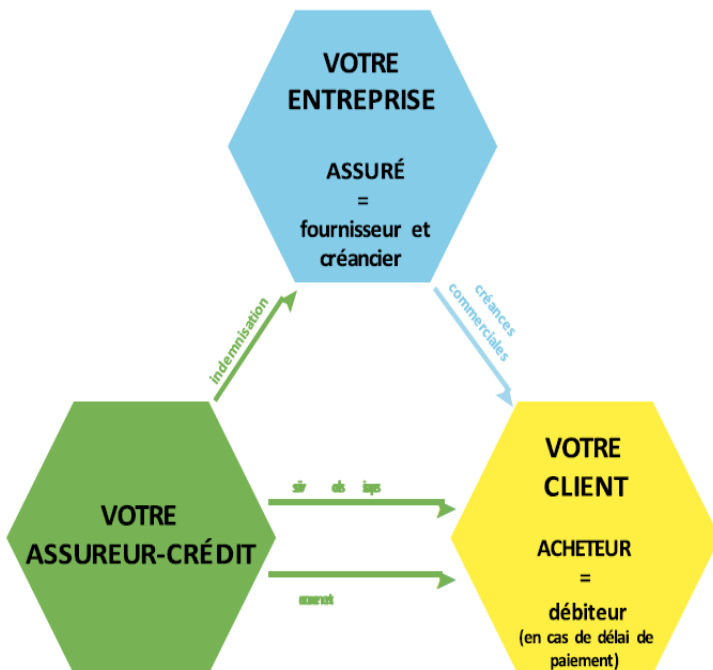 VOTRE
ENTREPRISE
ASSURÉ
=
fournisseur et
créancier
indemnisation
créances
commerciales
VOTRE
ASSUREUR-CRÉDIT
VOTRE
CLIENT
ACHETEUR
=
débiteur
(en cas de délai de
paiement)